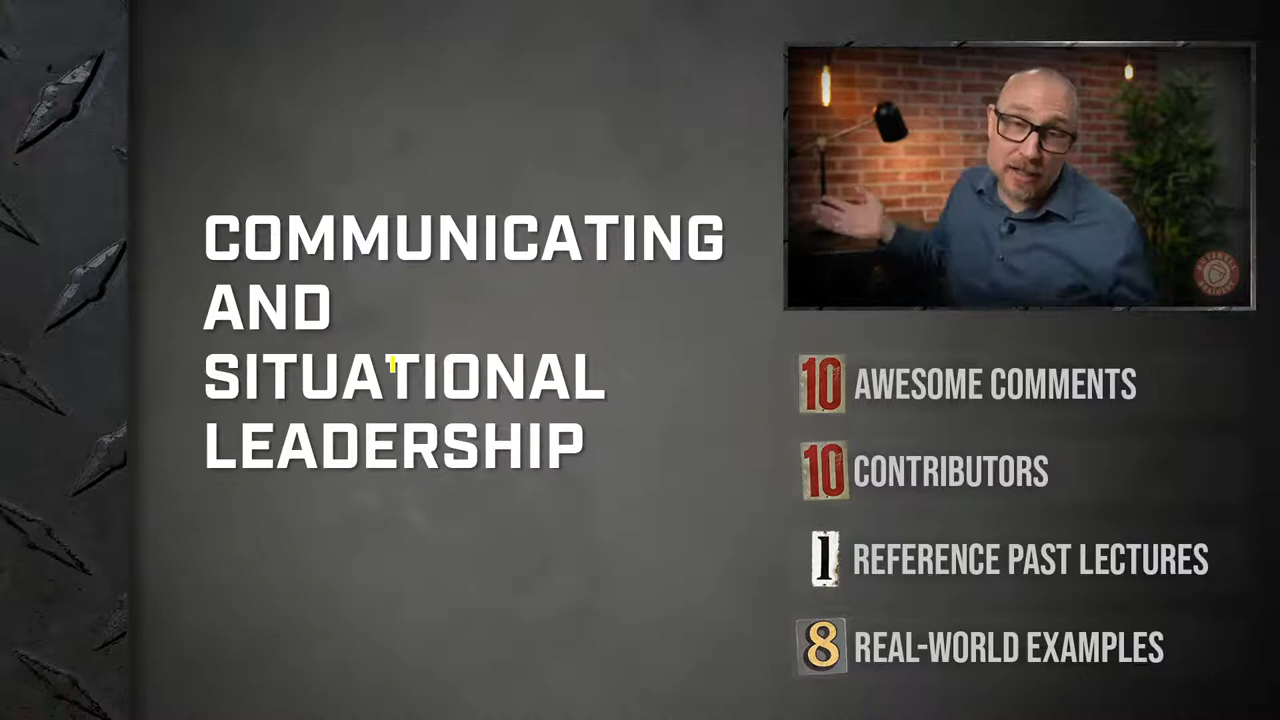 COMMUNICATING
AND
SITUATIONAL
LEADERSHIP
10 AWESOME COMMENTS
10 CONTRIBUTORS
1 REFERENCE PAST LECTURES
8 REAL-WORLD EXAMPLES